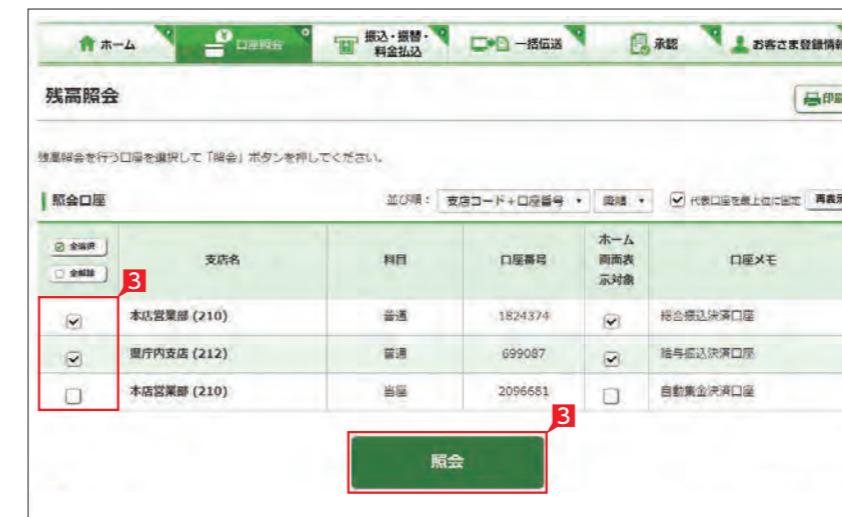 ホーム
口座照会
振込・振替・
料金払込
一括伝送
承認
お客さま登録情報
残高照会
印刷
残高照会を行う口座を選択して「照会」ボタンを押してください。
照会口座 並び順： 支店コード+口座番号 代表口座を最上位に固定 再表示
全選択
全解除
支店名 科目 口座番号 ホーム
画面表
示対象 口座メモ
3
本店営業部 (210) 普通 1824374 総合振込決済口座
県庁内支店 (212) 普通 699087 給与振込決済口座
本店営業部 (210) 当座 2096681 自動集金決済口座
3
照会